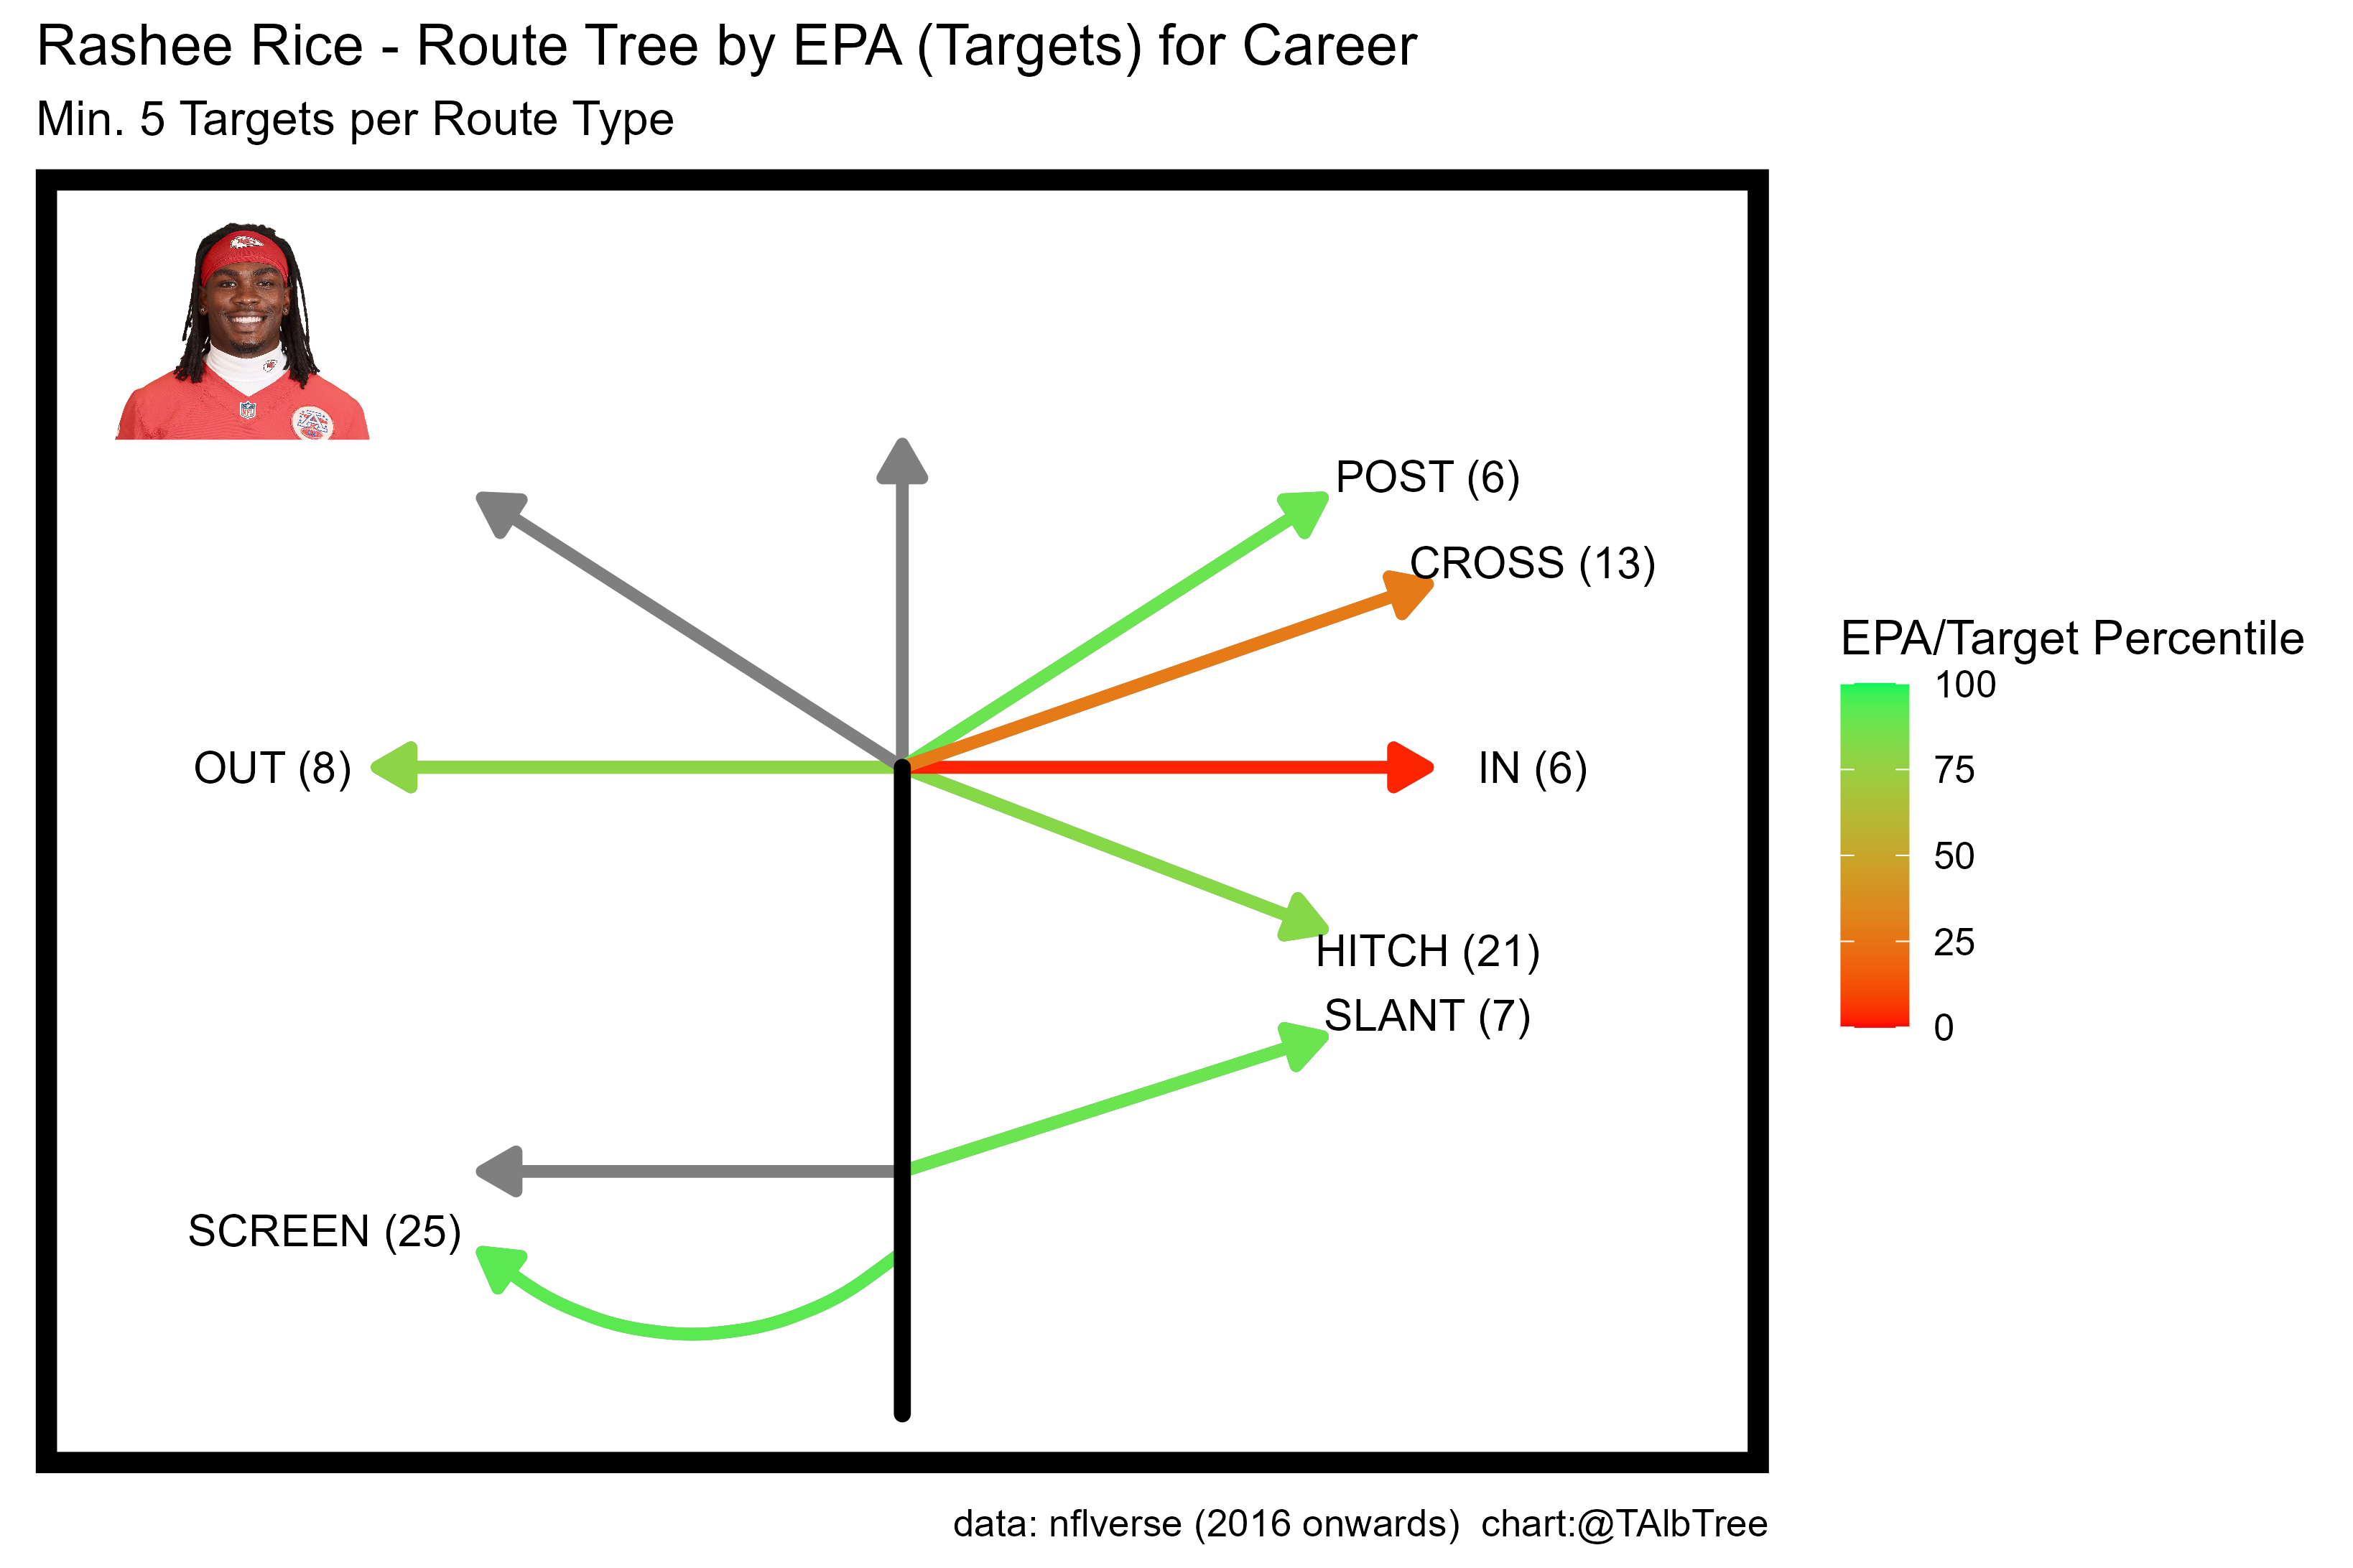 Rashee Rice - Route Tree by EPA (Targets) for Career
Min. 5 Targets per Route Type
POST (6)
CROSS (13)
OUT (8)
IN (6)
HITCH (21)
SLANT (7)
SCREEN (25)
EPA/Target Percentile
100
75
50
25
0
data: nflverse (2016 onwards)  chart:@TAlbTree